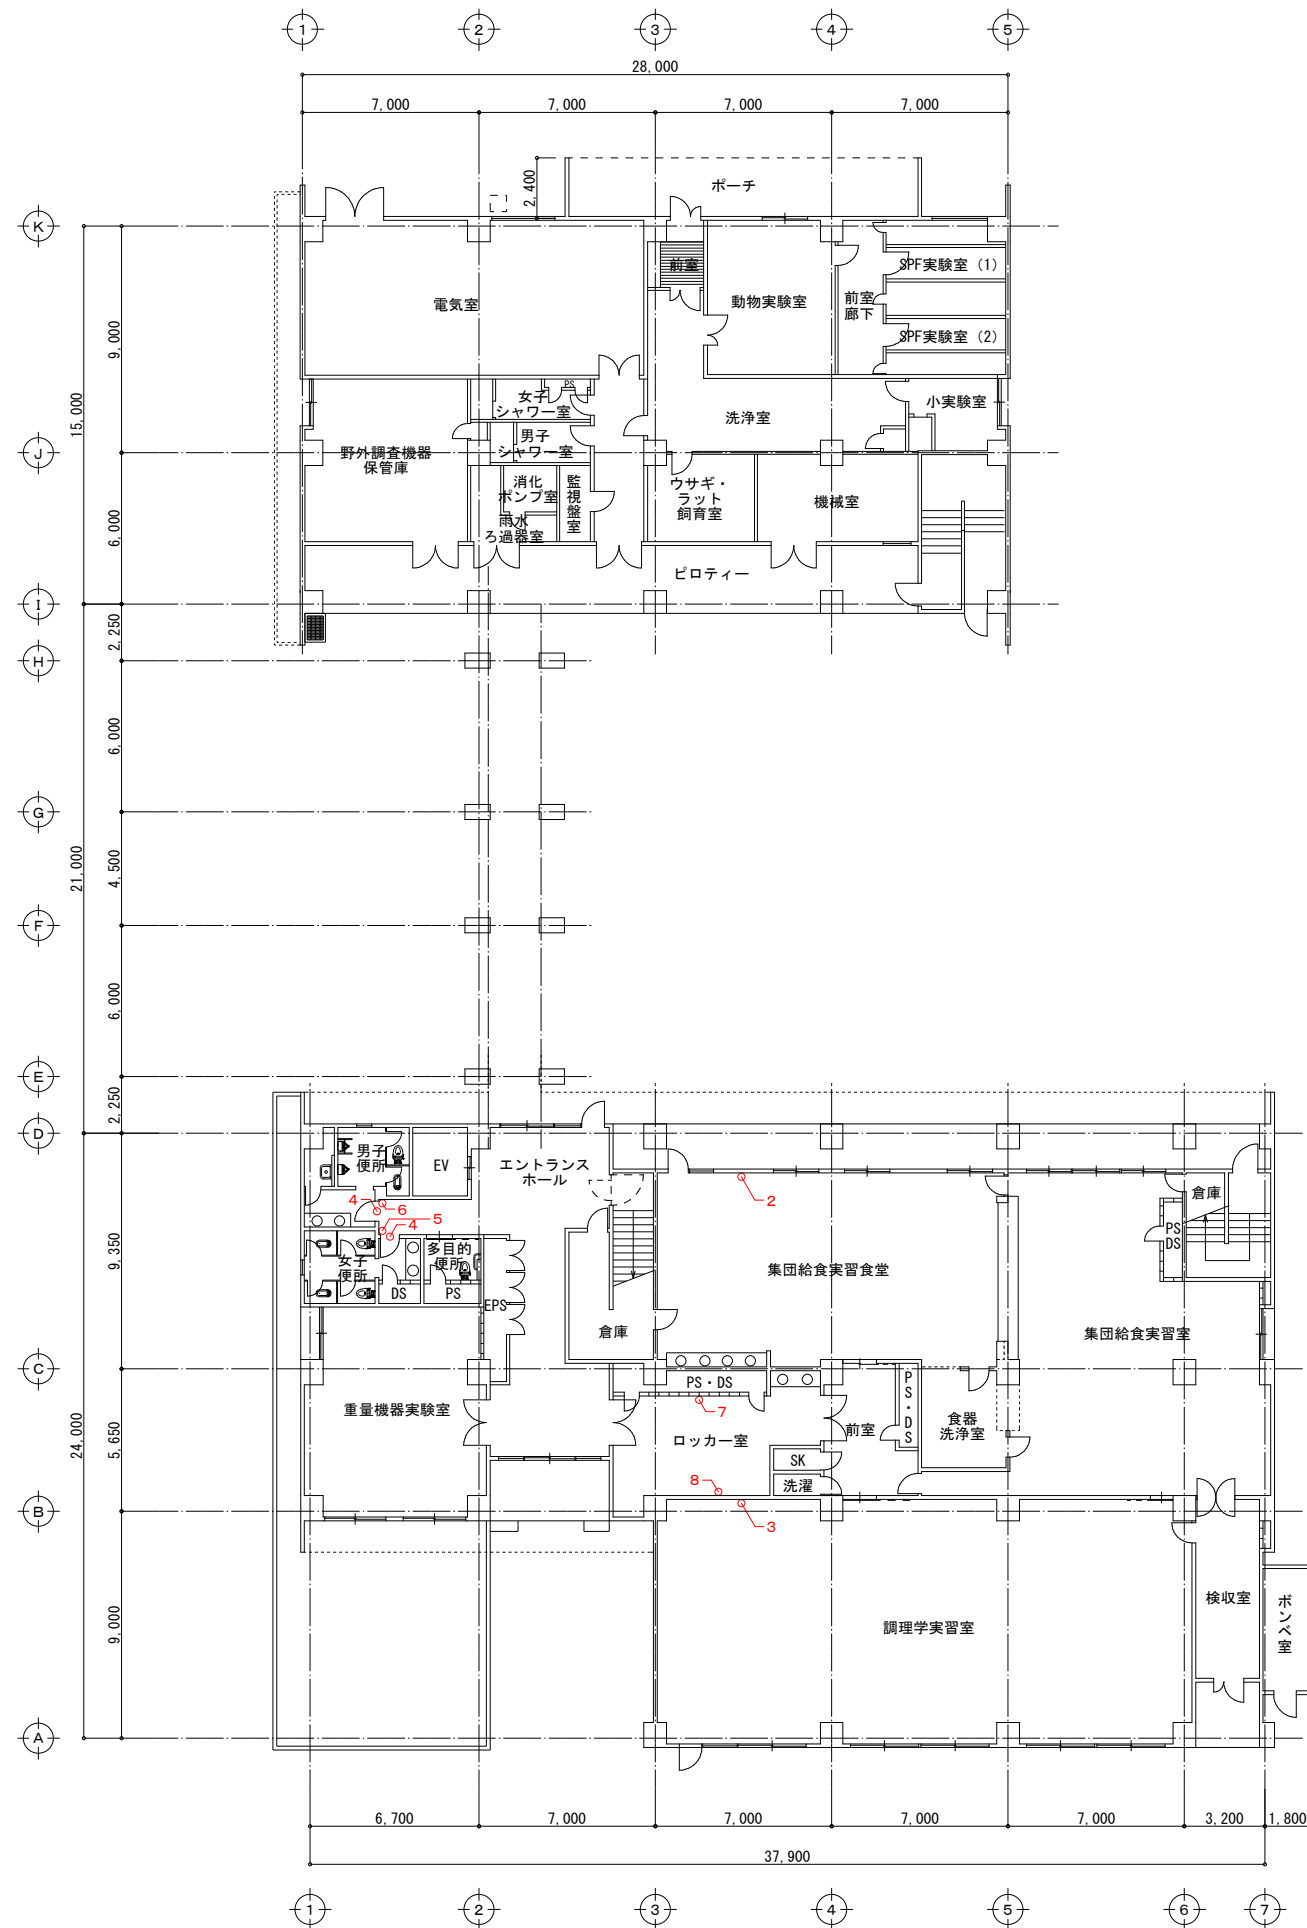 1 2 3 4 5
28,000
7,000 7,000 7,000 7,000
2,400
ポーチ
K
前室
SPF実験室 (1)
電気室
動物実験室
前室
廊下
9,000
SPF実験室 (2)
PS
女子
シャワー室
小実験室
15,000
洗浄室
男子
シャワー室
J
野外調査機器
保管庫
消化
ポンプ室
監視盤室
ウサギ・
ラット
飼育室
機械室
6,000
雨水
ろ過器室
ピロティー
I
2,250
H
6,000
G
21,000
4,500
F
6,000
E
2,250
D
男子
便所
EV
エントランス
ホール
2
倉庫
4
6
5
4
PS
DS
9,350
女子
便所
多目的
便所
集団給食実習食堂
DS
PS
EPS
倉庫
集団給食実習室
C
PS・DS
PS・DS
7
重量機器実験室
ロッカー室
前室
食器
洗浄室
24,000
5,650
SK
洗濯
8
B
3
検収室
ボンベ室
9,000
調理学実習室
A
6,700 7,000 7,000 7,000 7,000 3,200 1,800
37,900
1 2 3 4 5 6 7